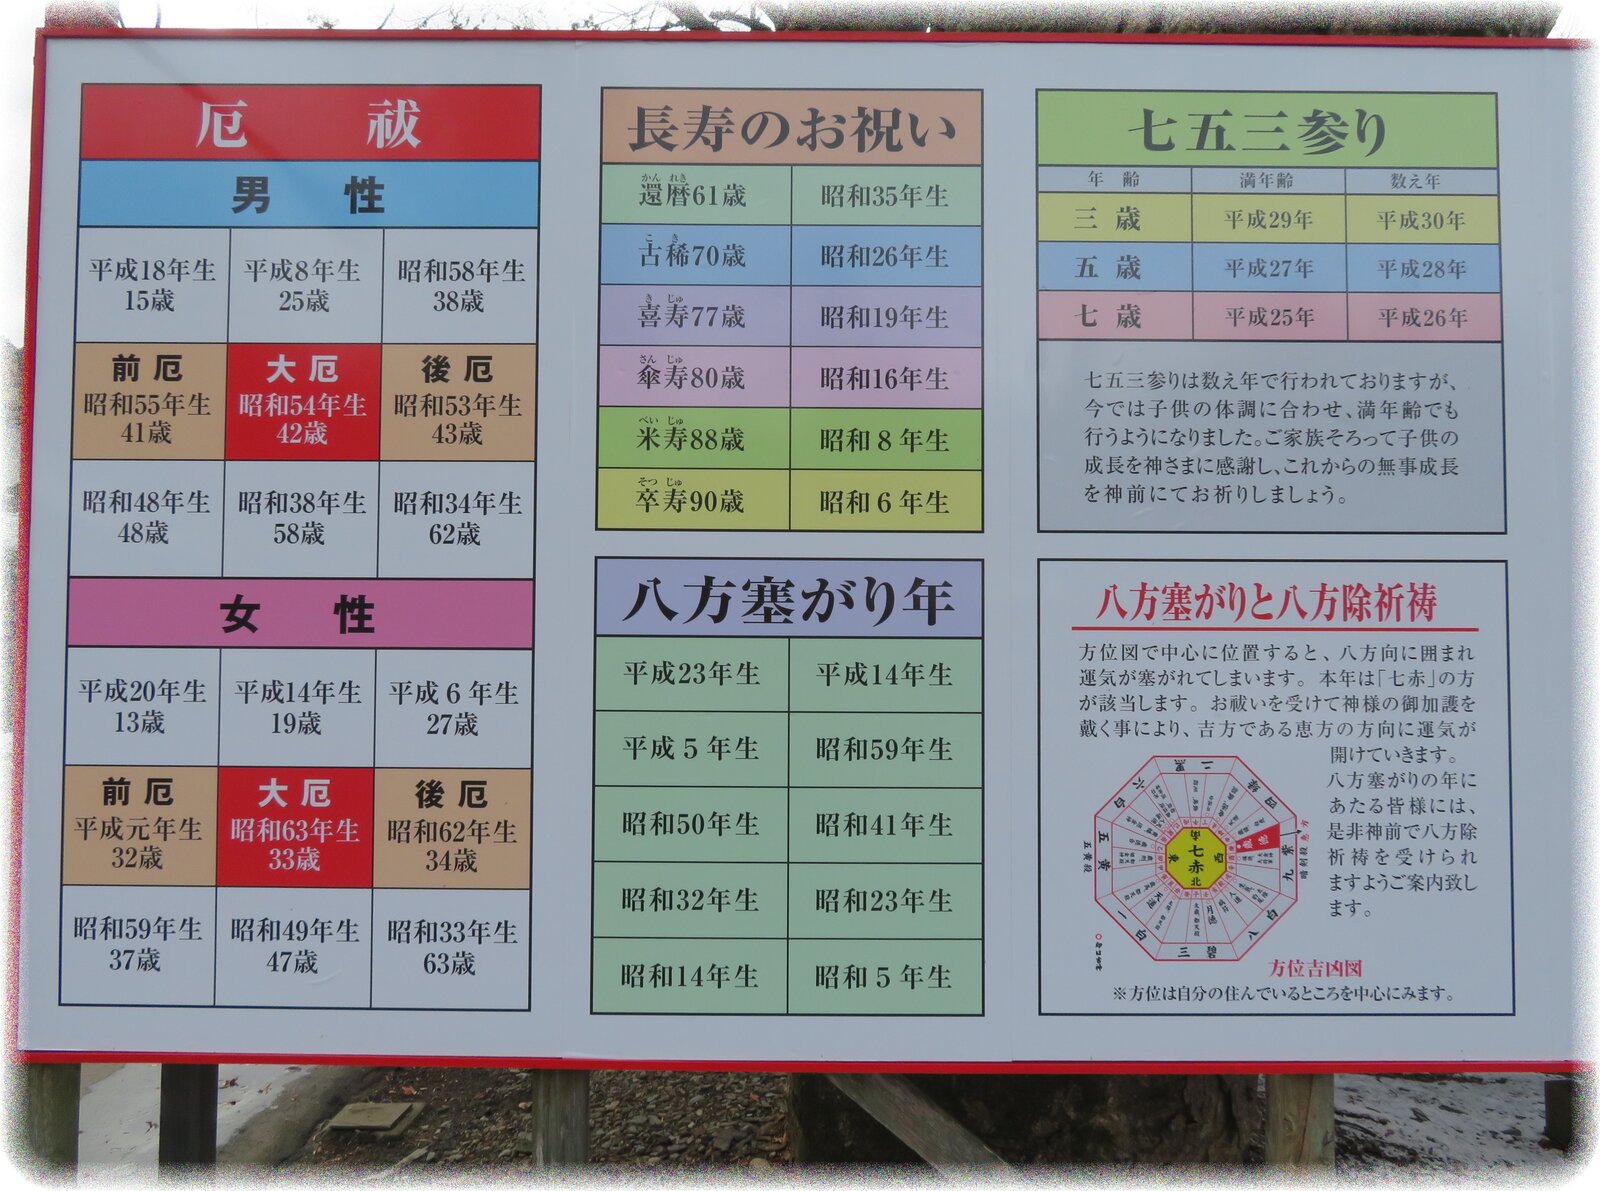 厄 祓
男 性
平成18年生 平成8年生 昭和58年生
15歳 25歳 38歳
前厄 大厄 後厄
昭和55年生 昭和54年生 昭和53年生
41歳 42歳 43歳
昭和48年生 昭和38年生 昭和34年生
48歳 58歳 62歳
女 性
平成20年生 平成14年生 平成6年生
13歳 19歳 27歳
前厄 大厄 後厄
平成元年生 昭和63年生 昭和62年生
32歳 33歳 34歳
昭和59年生 昭和49年生 昭和33年生
37歳 47歳 63歳
長寿のお祝い
かんれき
還暦61歳 昭和35年生
こき
古稀70歳 昭和26年生
きじゅ
喜寿77歳 昭和19年生
さんじゅ
傘寿80歳 昭和16年生
べいじゅ
米寿88歳 昭和8年生
そつじゅ
卒寿90歳 昭和6年生
八方塞がり年
平成23年生 平成14年生
平成5年生 昭和59年生
昭和50年生 昭和41年生
昭和32年生 昭和23年生
昭和14年生 昭和5年生
七五三参り
年齢 満年齢 数え年
三歳 平成29年 平成30年
五歳 平成27年 平成28年
七歳 平成25年 平成26年
七五三参りは数え年で行われておりますが、
今では子供の体調に合わせ、満年齢でも
行うようになりました。ご家族そろって子供の
成長を神さまに感謝し、これからの無事成長
を神前にてお祈りしましょう。
八方塞がりと八方除祈祷
方位図で中心に位置すると、八方向に囲まれ
運気が塞がれてしまいます。本年は「七赤」の方
が該当します。お祓いを受けて神様の御加護を
戴く事により、吉方である恵方の方向に運気が
開けていきます。
八方塞がりの年に
あたる皆様には、
是非神前で八方除
祈祷を受けられ
ますようご案内致し
ます。
二黒
四緑
九紫
八白
三碧
一白
五黄
六白
五黄殺
暗剣殺
恵方
南
東
七赤
西
北
方位吉凶図
※方位は自分の住んでいるところを中心にみます。